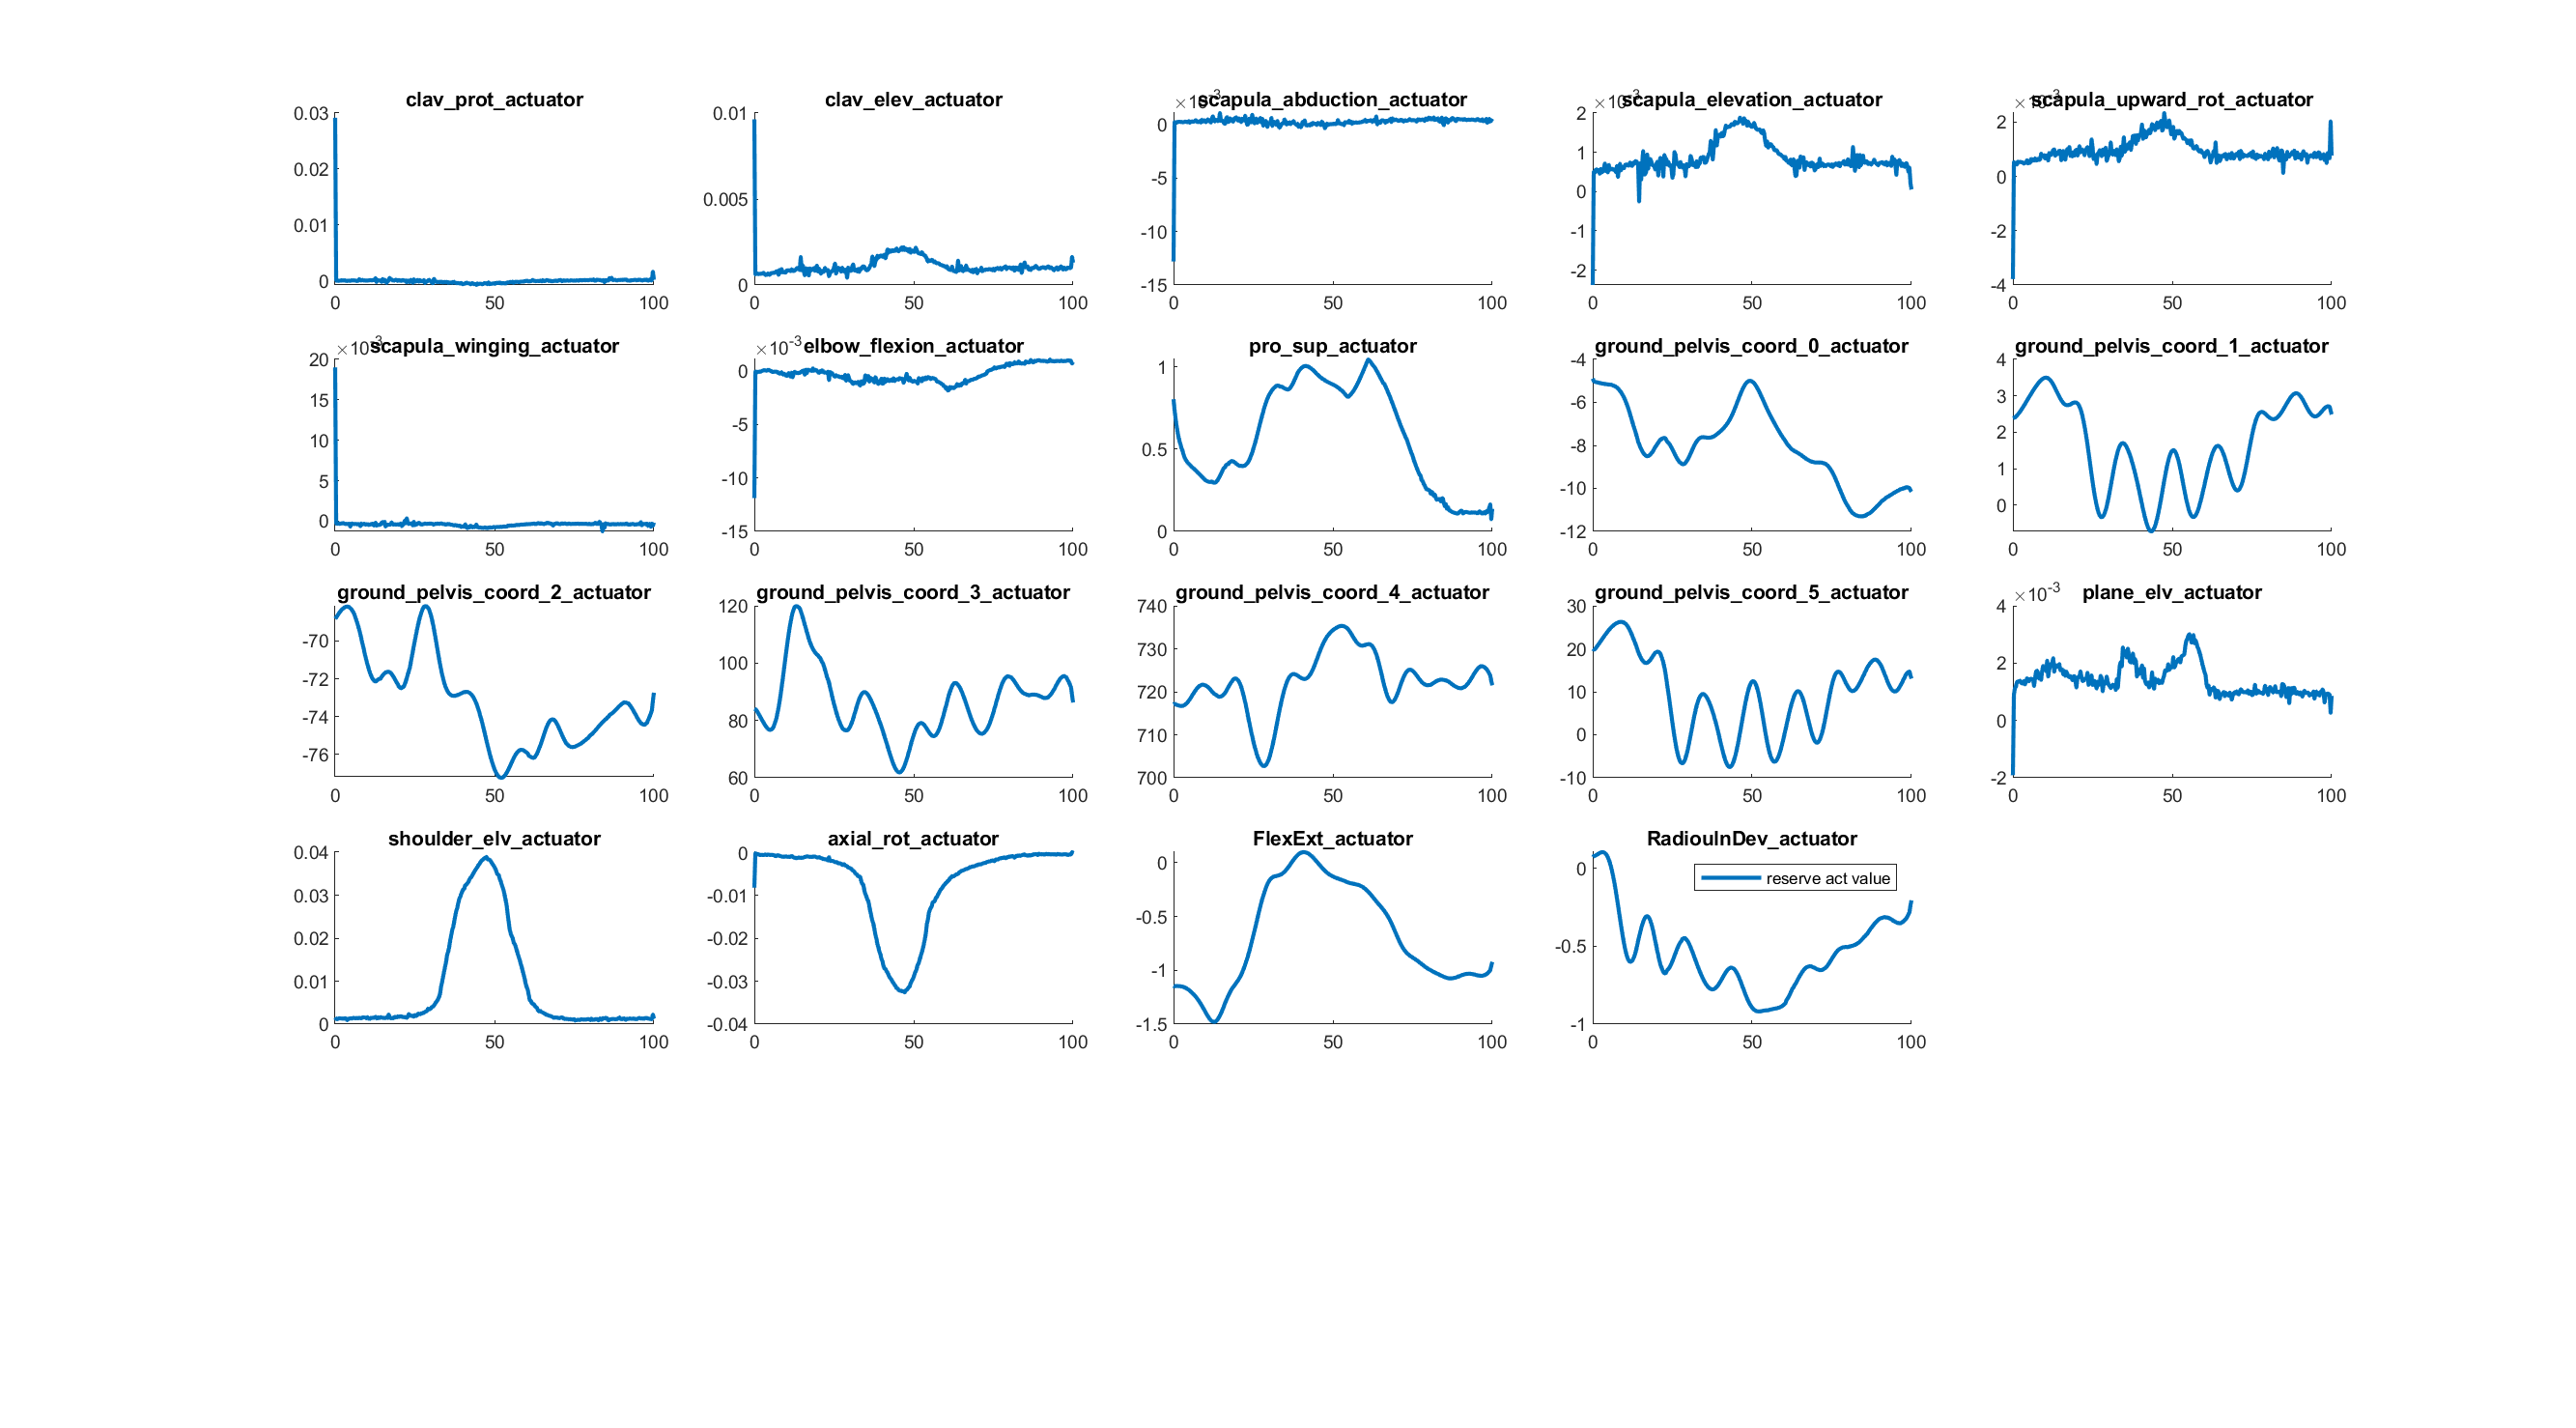 clav_prot_actuator
0.03
0.02
0.01
0
0 50 100
clav_elev_actuator
0.01
0.005
0
0 50 100
×10-3
scapula_abduction_actuator
0
-5
-10
-15
0 50 100
×10-3
scapula_elevation_actuator
2
1
0
-1
-2
0 50 100
×10-3
scapula_upward_rot_actuator
2
0
-2
-4
0 50 100
×10-3
scapula_winging_actuator
20
15
10
5
0
0 50 100
×10-3
elbow_flexion_actuator
0
-5
-10
-15
0 50 100
pro_sup_actuator
1
0.5
0
0 50 100
ground_pelvis_coord_0_actuator
-4
-6
-8
-10
-12
0 50 100
ground_pelvis_coord_1_actuator
4
3
2
1
0
0 50 100
ground_pelvis_coord_2_actuator
-70
-72
-74
-76
0 50 100
ground_pelvis_coord_3_actuator
120
100
80
60
0 50 100
ground_pelvis_coord_4_actuator
740
730
720
710
700
0 50 100
ground_pelvis_coord_5_actuator
30
20
10
0
-10
0 50 100
×10-3
plane_elv_actuator
4
2
0
-2
0 50 100
shoulder_elv_actuator
0.04
0.03
0.02
0.01
0
0 50 100
axial_rot_actuator
0
-0.01
-0.02
-0.03
-0.04
0 50 100
FlexExt_actuator
0
-0.5
-1
-1.5
0 50 100
RadioulnDev_actuator
reserve act value
0
-0.5
-1
0 50 100